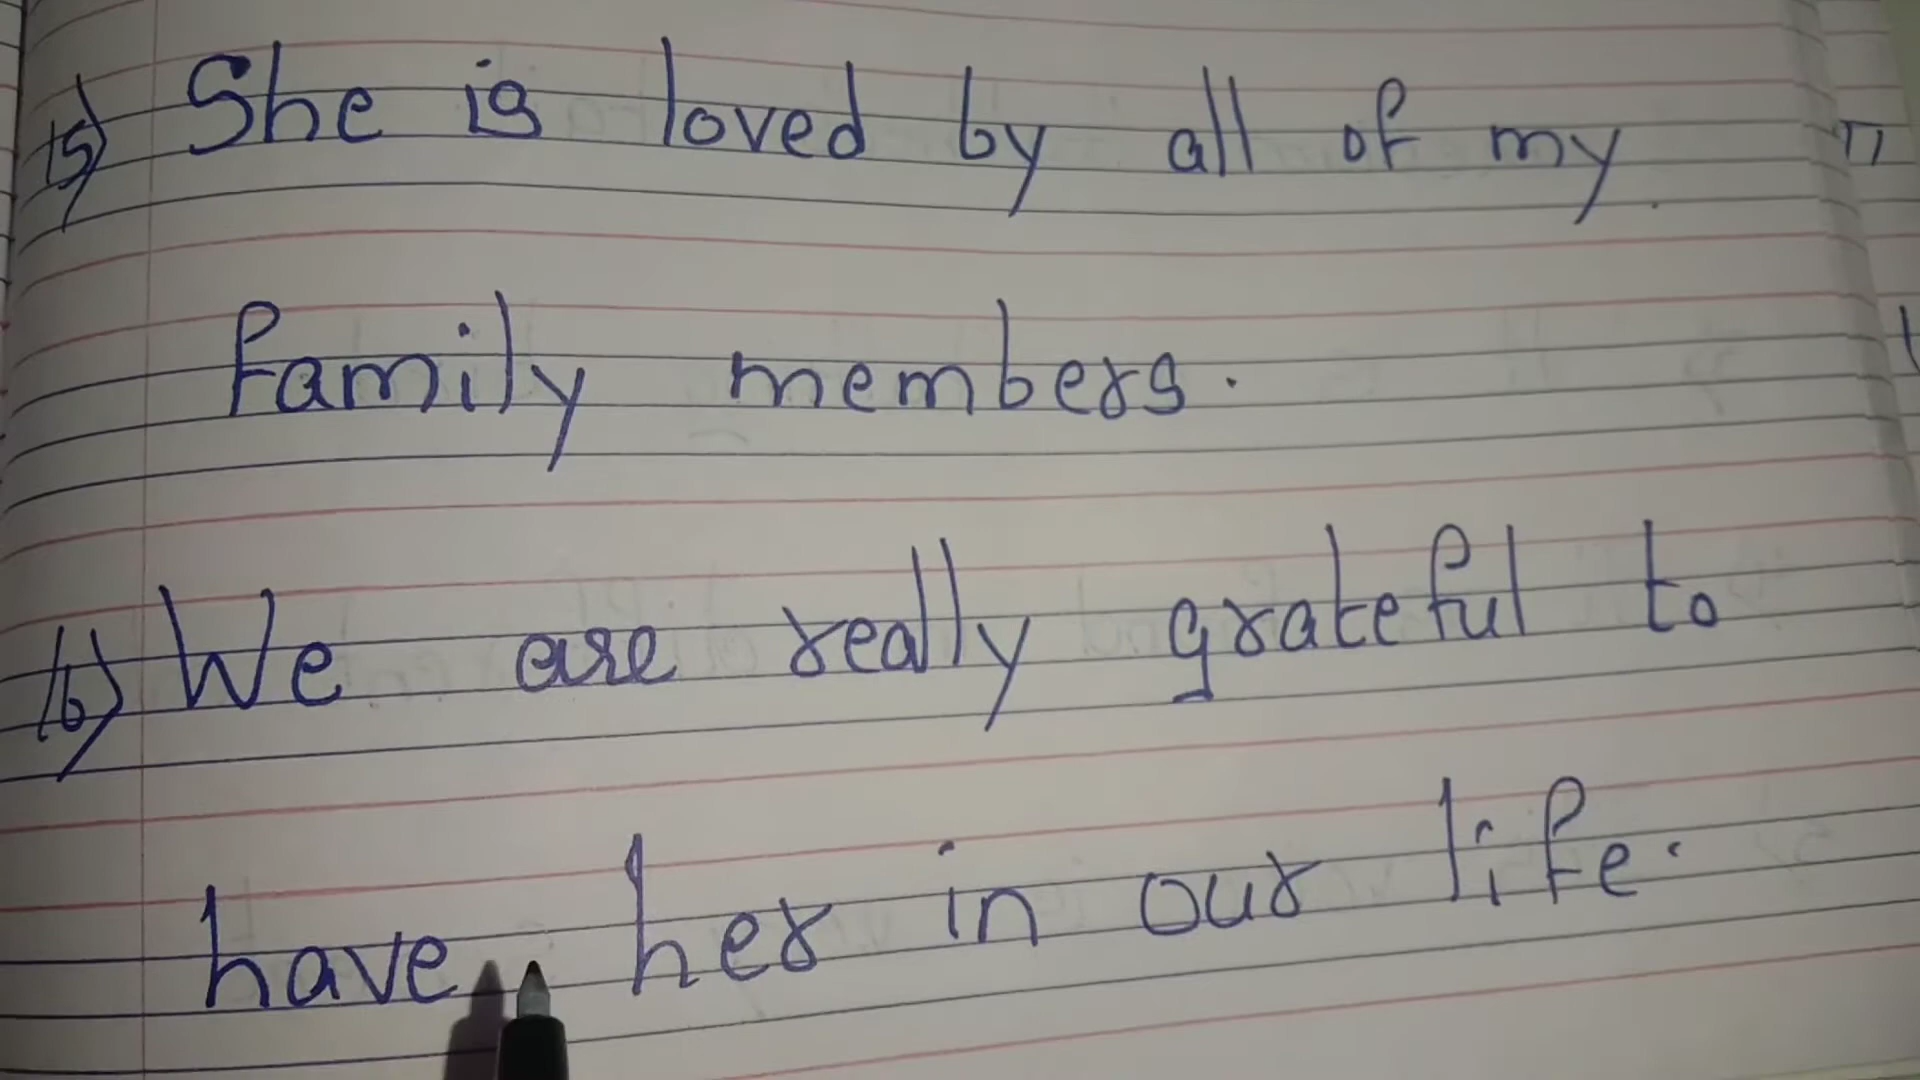 15) She is loved by all of my
family members.
16) We are really grateful to
have her in our life.